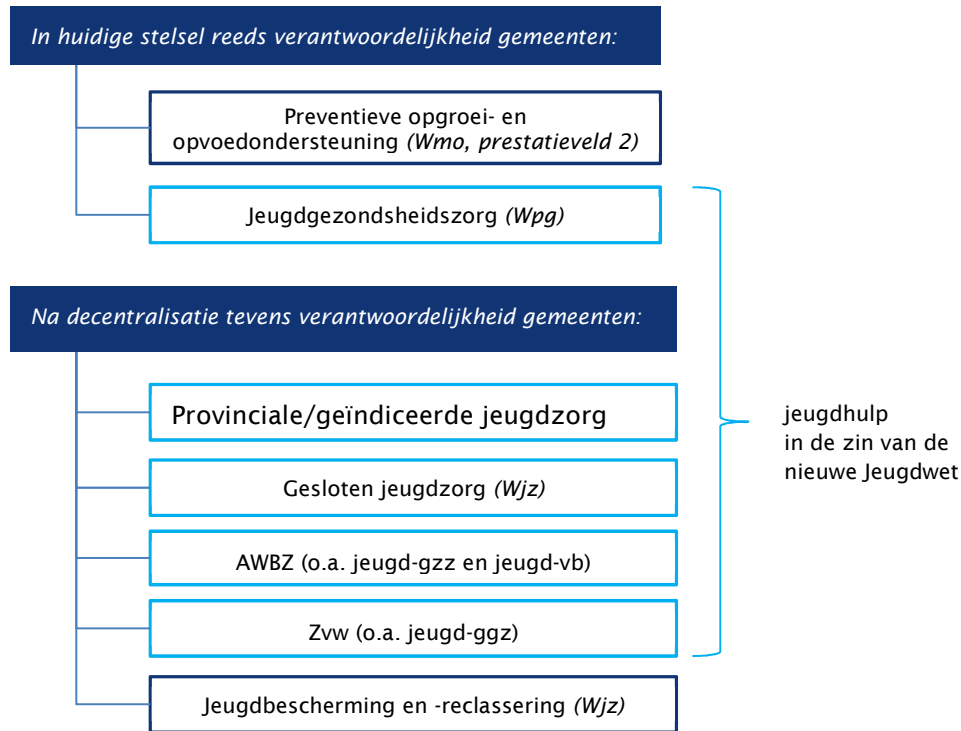 In huidige stelsel reeds verantwoordelijkheid gemeenten:
Preventieve opgroei- en
opvoedondersteuning (Wmo, prestatieveld 2)
Jeugdgezondsheidszorg (Wpg)
Na decentralisatie tevens verantwoordelijkheid gemeenten:
Provinciale/geïndiceerde jeugdzorg
Gesloten jeugdzorg (Wjz)
AWBZ (o.a. jeugd-gzz en jeugd-vb)
Zvw (o.a. jeugd-ggz)
Jeugdbescherming en -reclassering (Wjz)
jeugdhulp
in de zin van de
nieuwe Jeugdwet